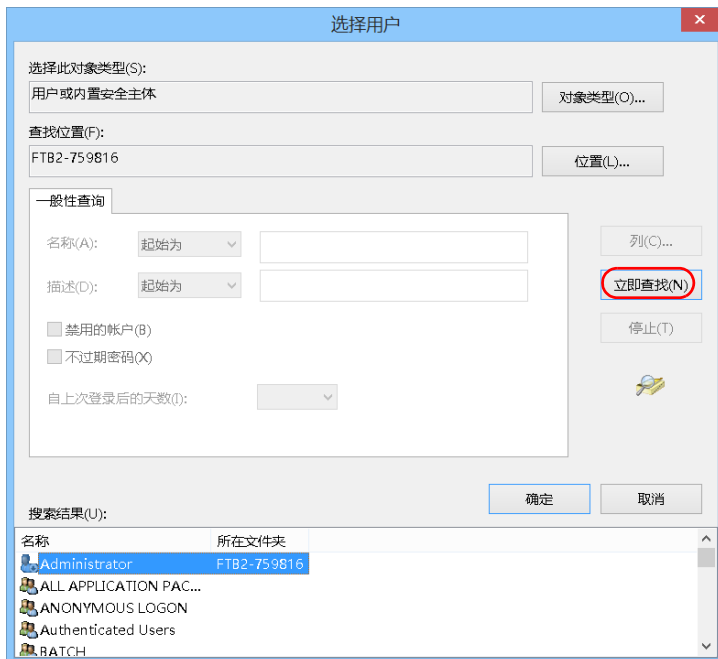 选择用户
选择此对象类型(S):
用户或内置安全主体
对象类型(O)...
查找位置(F):
FTB2-759816
位置(L)...
一般性查询
名称(A):
起始为
列(C)...
描述(D):
起始为
立即查找(N)
禁用的帐户(B)
停止(T)
不过期密码(X)
自上次登录后的天数(I):
确定
取消
搜索结果(U):
名称 所在文件夹
Administrator FTB2-759816
ALL APPLICATION PAC...
ANONYMOUS LOGON
Authenticated Users
BATCH